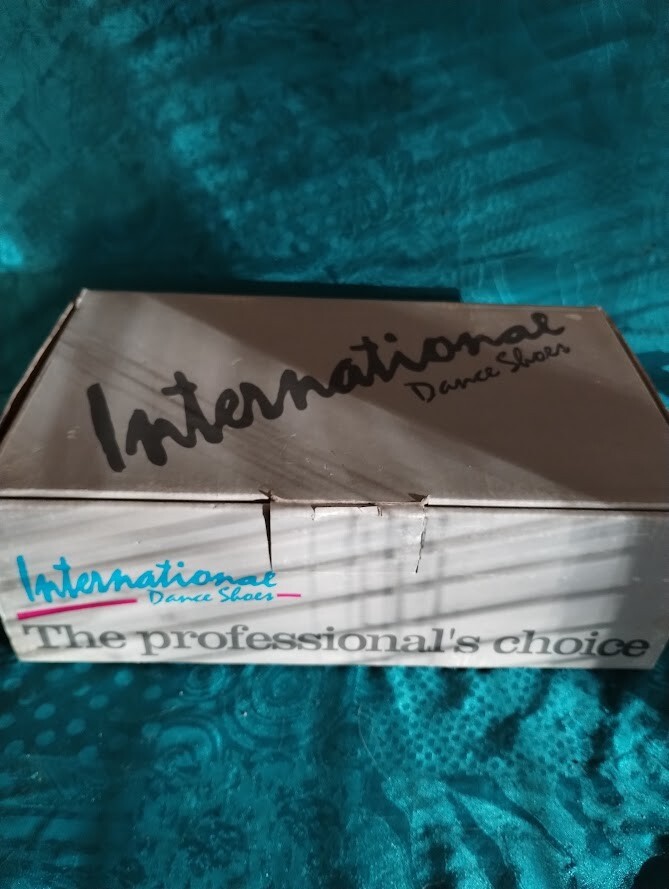 International
Dance Shoes
International
Dance Shoes
The professional's choice